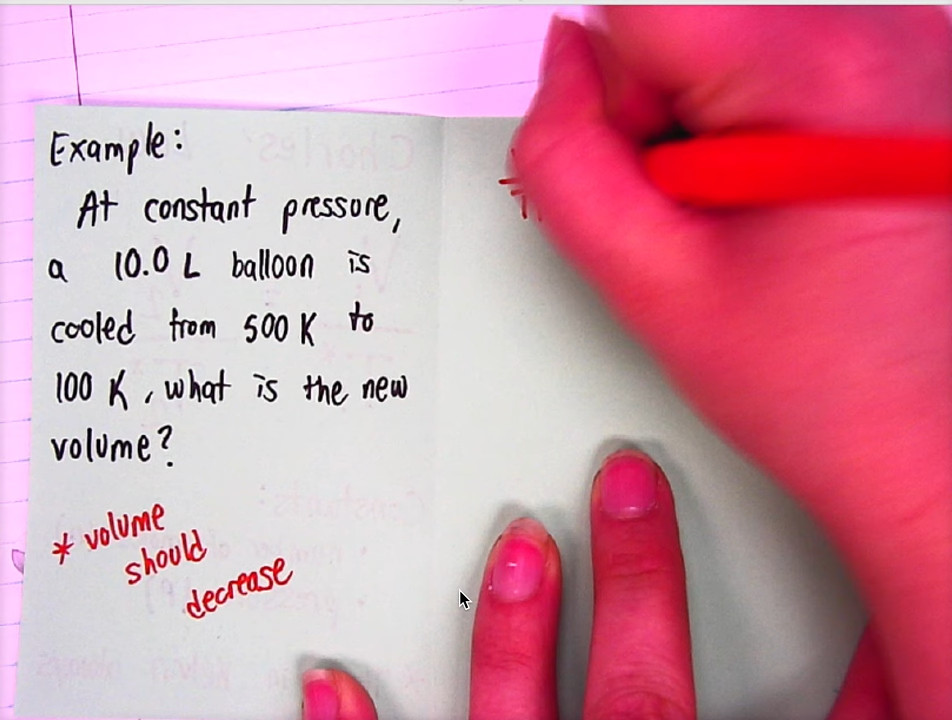 Example:
At constant pressure,
a 10.0 L balloon is
cooled from 500 K to
100 K, what is the new
volume?
* volume
should
decrease